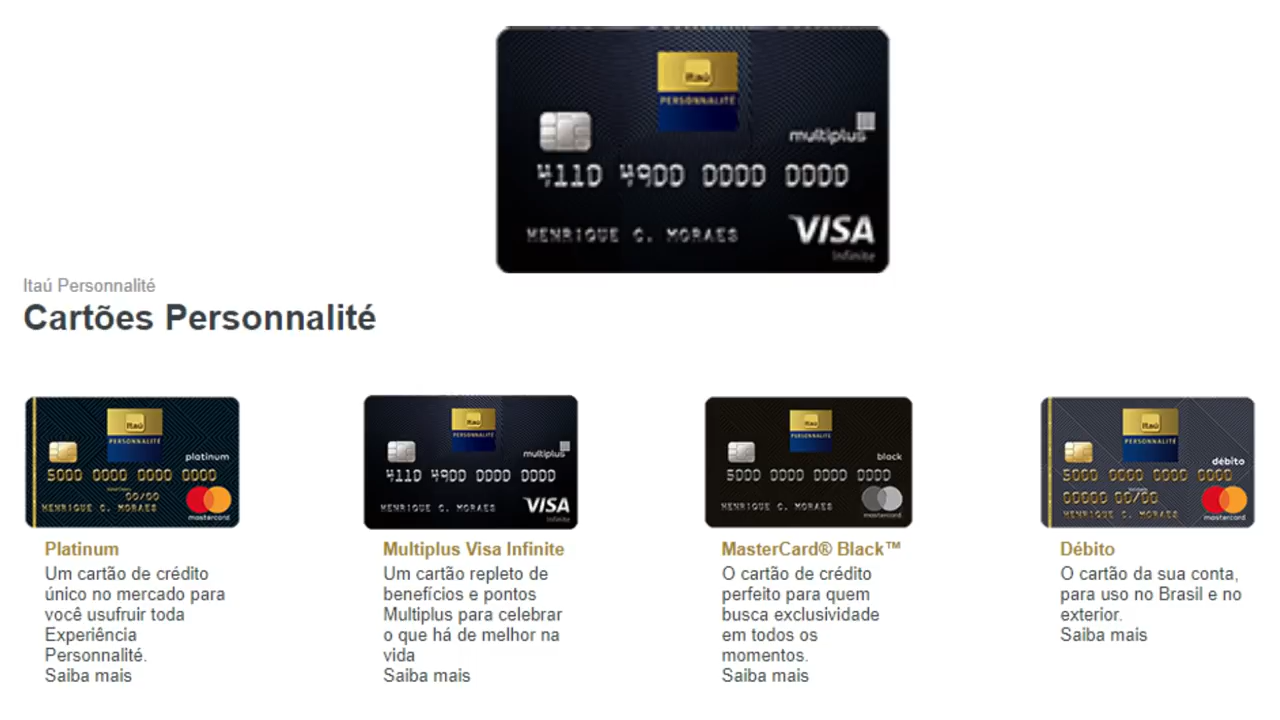 Itaú
PERSONNALITÉ
multiplus
4110 4900 0000 0000
HENRIQUE C. MORAES
VISA
Infinite
Itaú Personnalité
Cartões Personnalité
Itaú
PERSONNALITÉ
platinum
5000 0000 0000 0000
00/00
HENRIQUE C. MORAES
mastercard
Itaú
PERSONNALITÉ
multiplus
4110 4900 0000 0000
HENRIQUE C. MORAES
VISA
Infinite
Itaú
PERSONNALITÉ
black
5000 0000 0000 0000
HENRIQUE C. MORAES
mastercard
Itaú
PERSONNALITÉ
débito
5000 0000 0000 0000
00000 00/00
HENRIQUE C. MORAES
mastercard
Platinum
Um cartão de crédito
único no mercado para
você usufruir toda
Experiência
Personnalité.
Saiba mais
Multiplus Visa Infinite
Um cartão repleto de
benefícios e pontos
Multiplus para celebrar
o que há de melhor na
vida
Saiba mais
MasterCard® Black™
O cartão de crédito
perfeito para quem
busca exclusividade
em todos os
momentos.
Saiba mais
Débito
O cartão da sua conta,
para uso no Brasil e no
exterior.
Saiba mais